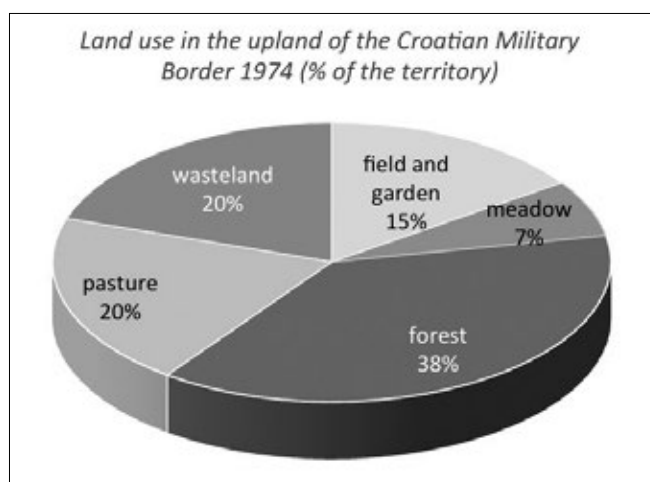 Land use in the upland of the Croatian Military
Border 1974 (% of the territory)
wasteland
20%
field and
garden
15%
meadow
7%
pasture
20%
forest
38%